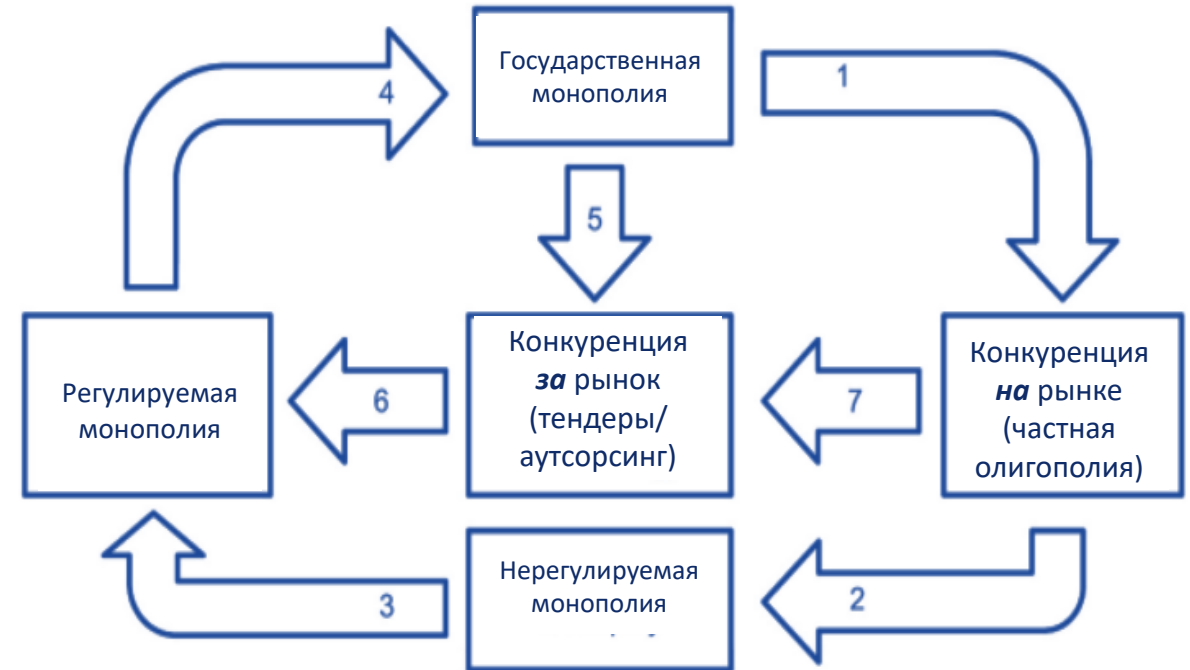 Государственная
монополия
1
4
5
Регулируемая
монополия
6
Конкуренция
за рынок
(тендеры/
аутсорсинг)
7
Конкуренция
на рынке
(частная
олигополия)
3
Нерегулируемая
монополия
2